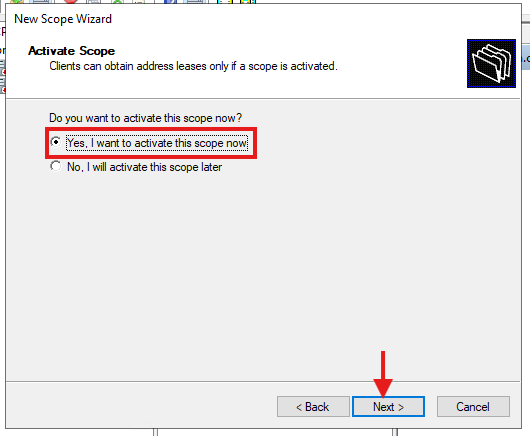 New Scope Wizard
Activate Scope
Clients can obtain address leases only if a scope is activated.
Do you want to activate this scope now?
Yes, I want to activate this scope now
No, I will activate this scope later
< Back
Next >
Cancel